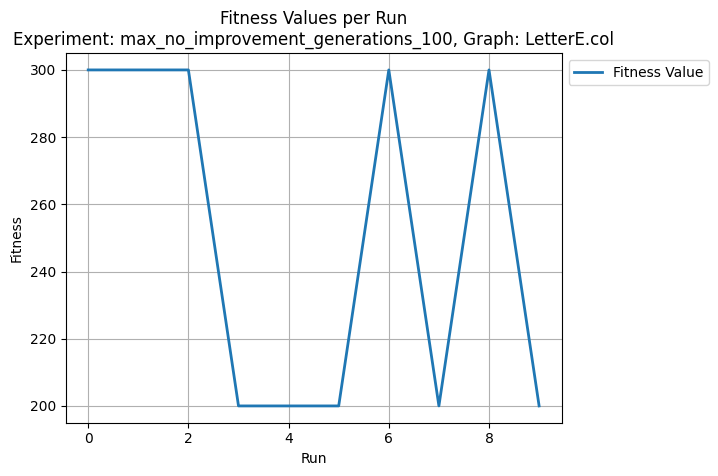 Fitness Values per Run
Experiment: max_no_improvement_generations_100, Graph: LetterE.col
Fitness Value
300
280
260
240
220
200
Fitness
0 2 4 6 8
Run